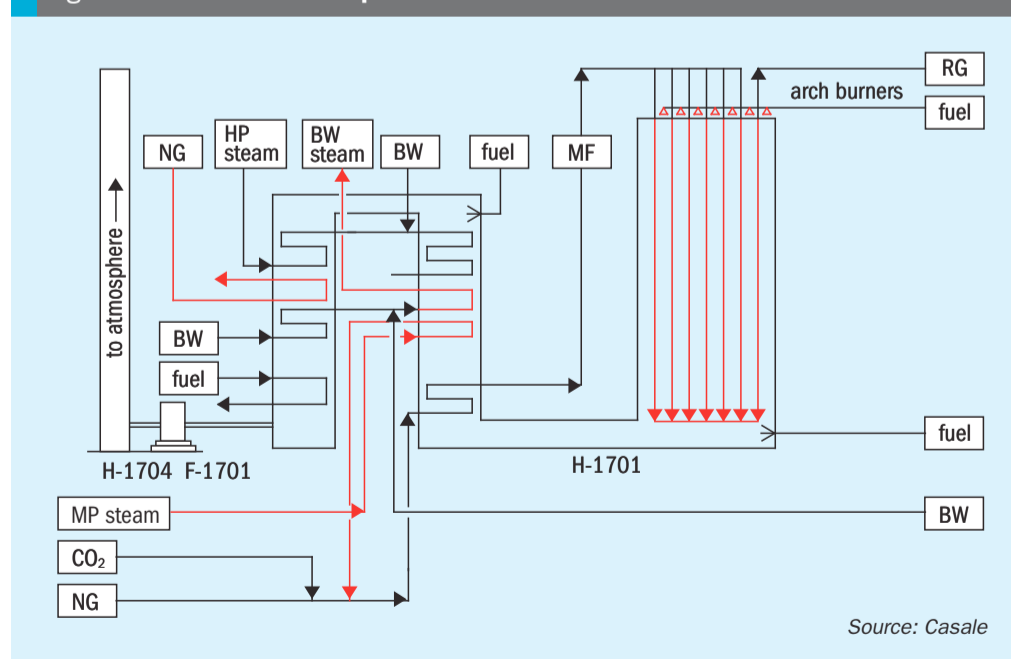 RG
arch burners
fuel
NG
HP
steam
BW
steam
BW
fuel
MF
to atmosphere
BW
fuel
fuel
H-1704 F-1701
H-1701
MP steam
BW
CO₂
NG
Source: Casale